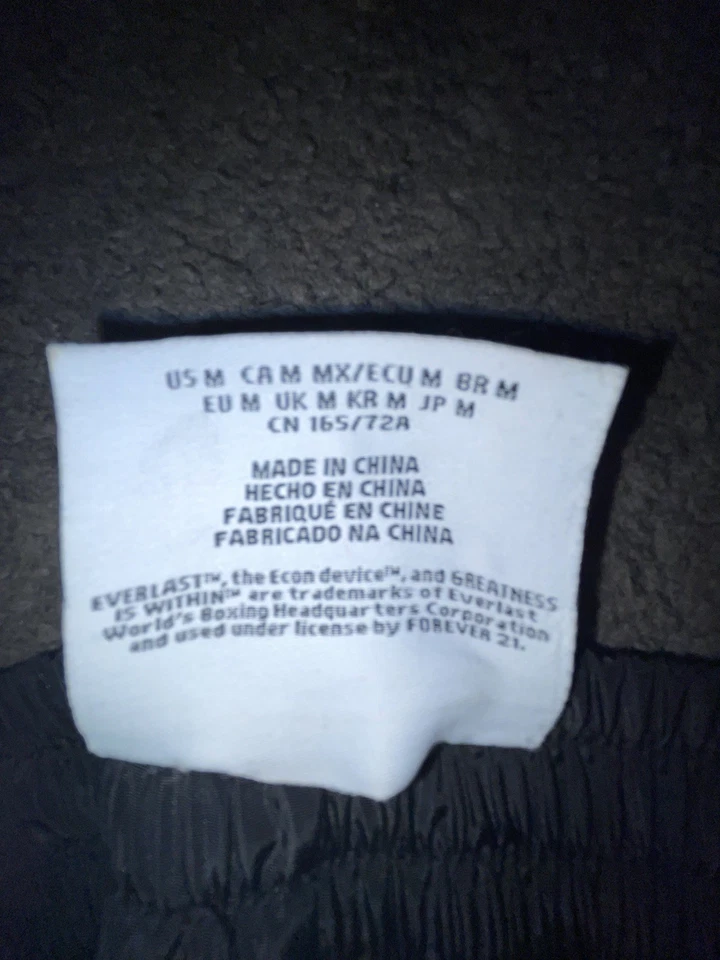 US M CA M MX/ECU M BR M
EU M UK M KR M JP M
CN 165/72A
MADE IN CHINA
HECHO EN CHINA
FABRIQUÉ EN CHINE
FABRICADO NA CHINA
EVERLAST™, the Econ device™, and GREATNESS
IS WITHIN™ are trademarks of Everlast
World's Boxing Headquarters Corporation
and used under license by FOREVER 21.